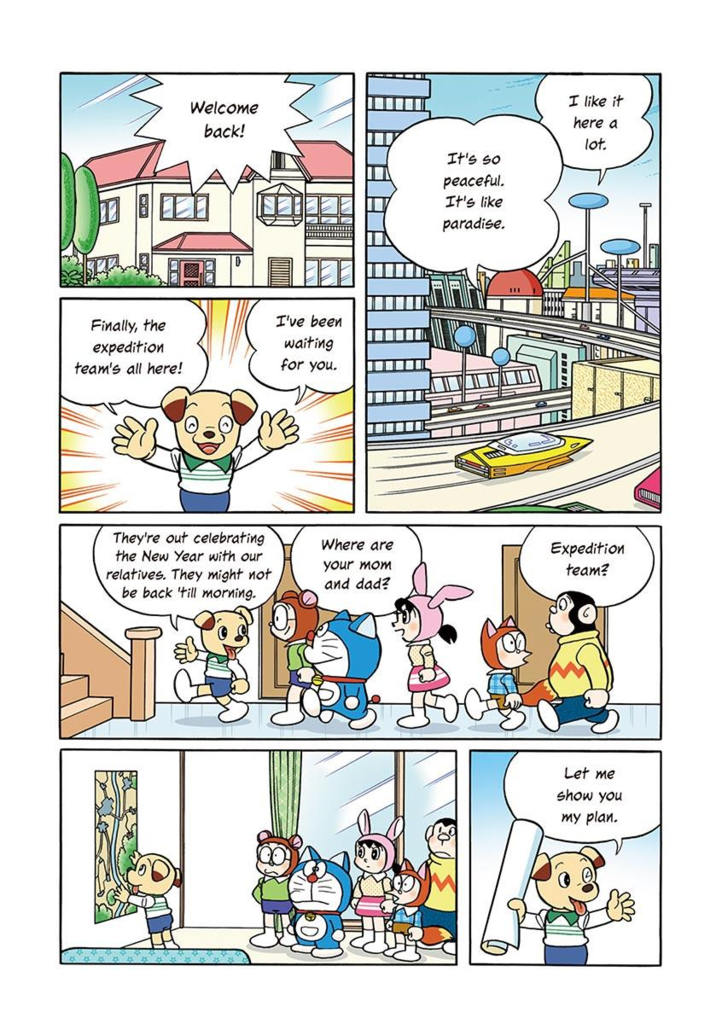 I like it
here a
lot.
It's so
peaceful.
It's like
paradise.
Welcome
back!
I've been
waiting
for you.
Finally, the
expedition
team's all here!
Expedition
team?
Where are
your mom
and dad?
They're out celebrating
the New Year with our
relatives. They might not
be back 'till morning.
Let me
show you
my plan.